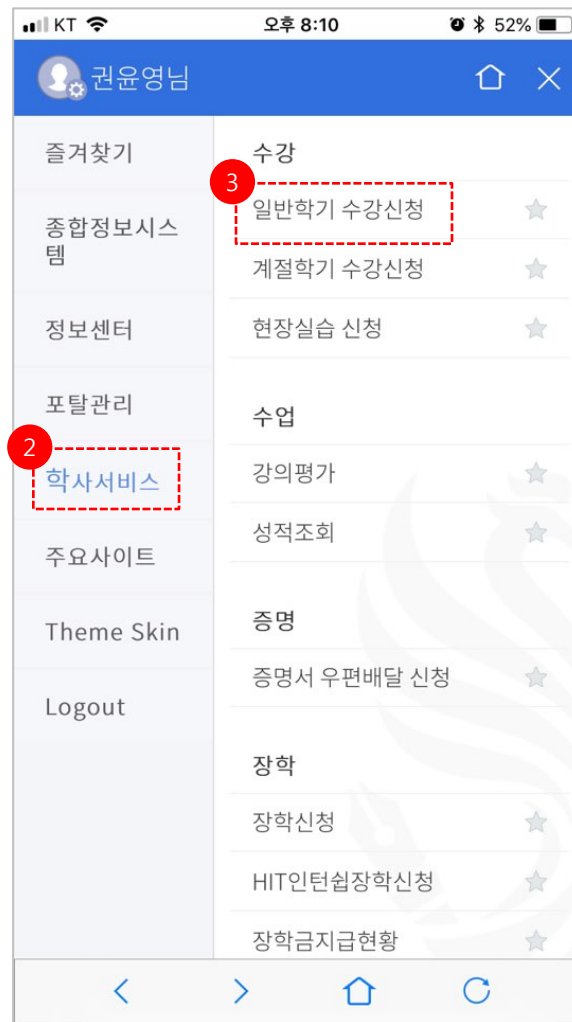 KT 오후 8:10 52%
권윤영님
즐겨찾기
종합정보시스
템
정보센터
포탈관리
2
학사서비스
주요사이트
Theme Skin
Logout
수강
3
일반학기 수강신청
계절학기 수강신청
현장실습 신청
수업
강의평가
성적조회
증명
증명서 우편배달 신청
장학
장학신청
HIT인턴쉽장학신청
장학금지급현황